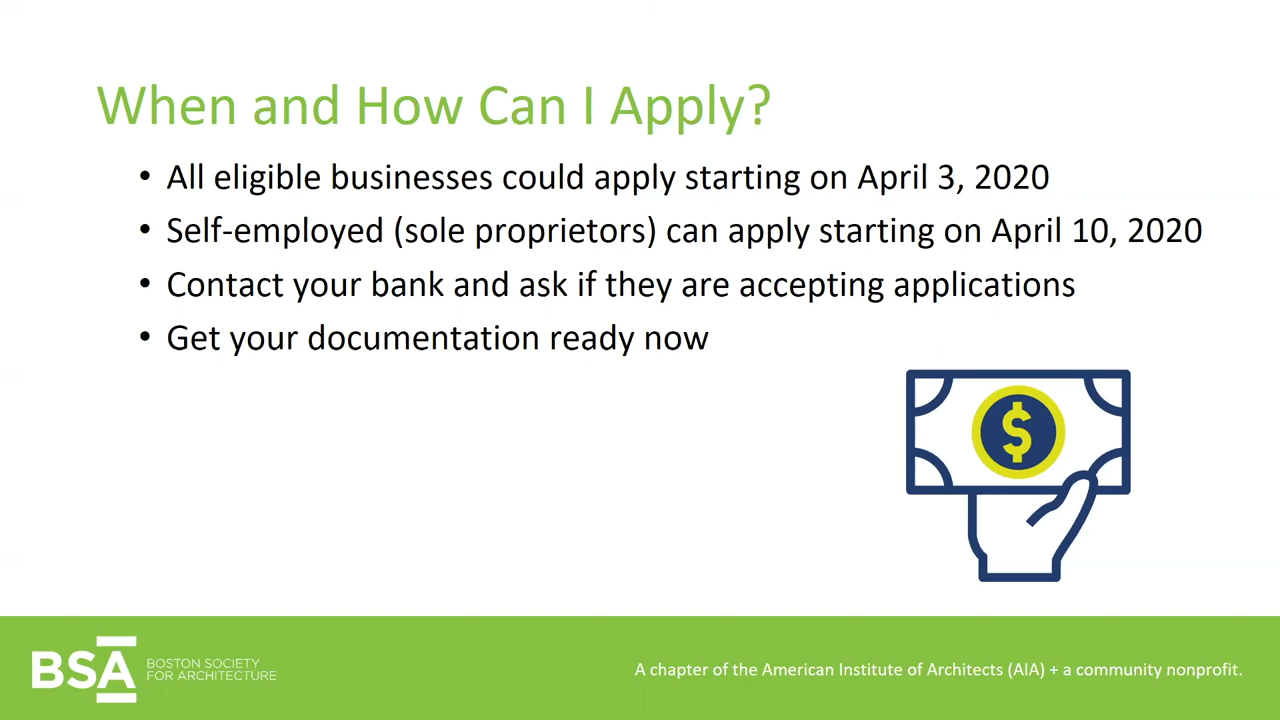 When and How Can I Apply?
• All eligible businesses could apply starting on April 3, 2020
• Self-employed (sole proprietors) can apply starting on April 10, 2020
• Contact your bank and ask if they are accepting applications
• Get your documentation ready now
$
BSA
BOSTON SOCIETY
FOR ARCHITECTURE
A chapter of the American Institute of Architects (AIA) + a community nonprofit.